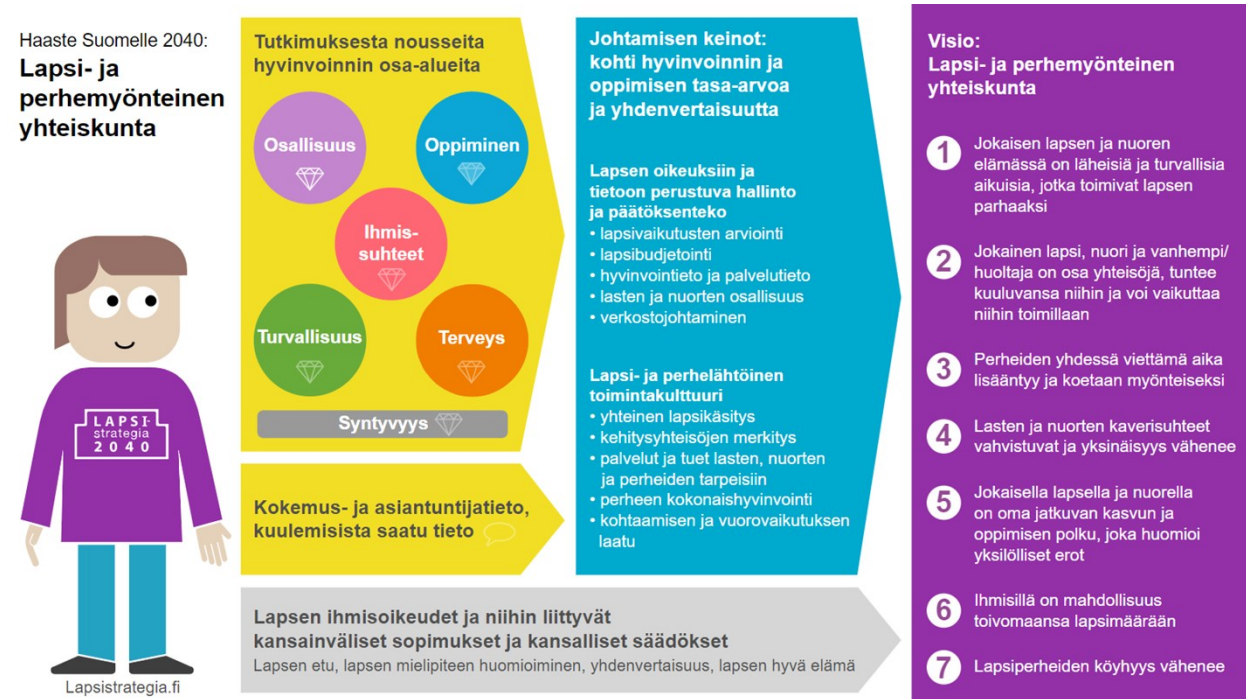 Haaste Suomelle 2040:
Lapsi- ja
perhemyönteinen
yhteiskunta
LAPSI-
strategia
2040
Lapsistrategia.fi
Tutkimuksesta nousseita
hyvinvoinnin osa-alueita
Osallisuus
Oppiminen
Ihmis-
suhteet
Turvallisuus
Terveys
Syntyvyys
Kokemus- ja asiantuntijatieto,
kuulemisista saatu tieto
Johtamisen keinot:
kohti hyvinvoinnin ja
oppimisen tasa-arvoa
ja yhdenvertaisuutta
Lapsen oikeuksiin ja
tietoon perustuva hallinto
ja päätöksenteko
• lapsivaikutusten arviointi
• lapsibudjetointi
• hyvinvointieto ja palvelutieto
• lasten ja nuorten osallisuus
• verkostojohtaminen
Lapsi- ja perhelähtöinen
toimintakulttuuri
• yhteinen lapsikäsitys
• kehitysyhteisöjen merkitys
• palvelut ja tuet lasten, nuorten
ja perheiden tarpeisiin
• perheen kokonaishyvinvointi
• kohtaamisen ja vuorovaikutuksen
laatu
Lapsen ihmisoikeudet ja niihin liittyvät
kansainväliset sopimukset ja kansalliset säädökset
Lapsen etu, lapsen mielipiteen huomioiminen, yhdenvertaisuus, lapsen hyvä elämä
Visio:
Lapsi- ja perhemyönteinen
yhteiskunta
1 Jokaisen lapsen ja nuoren
elämässä on läheisiä ja turvallisia
aikuisia, jotka toimivat lapsen
parhaaksi
2 Jokainen lapsi, nuori ja vanhempi/
huoltaja on osa yhteisöjä, tuntee
kuuluvansa niihin ja voi vaikuttaa
niihin toimillaan
3 Perheiden yhdessä viettämä aika
lisääntyy ja koetaan myönteiseksi
4 Lasten ja nuorten kaverisuhteet
vahvistuvat ja yksinäisyys vähenee
5 Jokaisella lapsella ja nuorella
on oma jatkuvan kasvun ja
oppimisen polku, joka huomioi
yksilölliset erot
6 Ihmisillä on mahdollisuus
toivomaansa lapsimäärään
7 Lapsiperheiden köyhyys vähenee